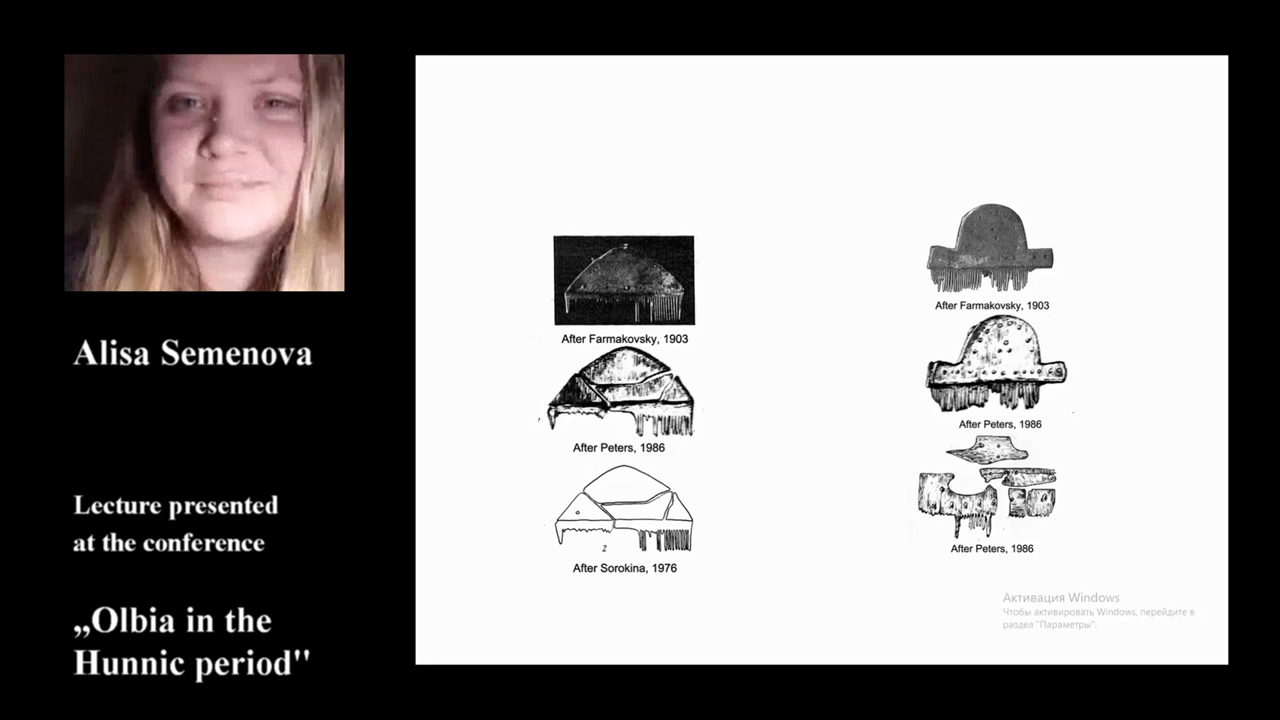 Alisa Semenova
Lecture presented
at the conference
„Olbia in the
Hunnic period"
After Farmakovsky, 1903
After Peters, 1986
2
After Sorokina, 1976
After Farmakovsky, 1903
After Peters, 1986
After Peters, 1986
Активация Windows
Чтобы активировать Windows, перейдите в
раздел "Параметры".